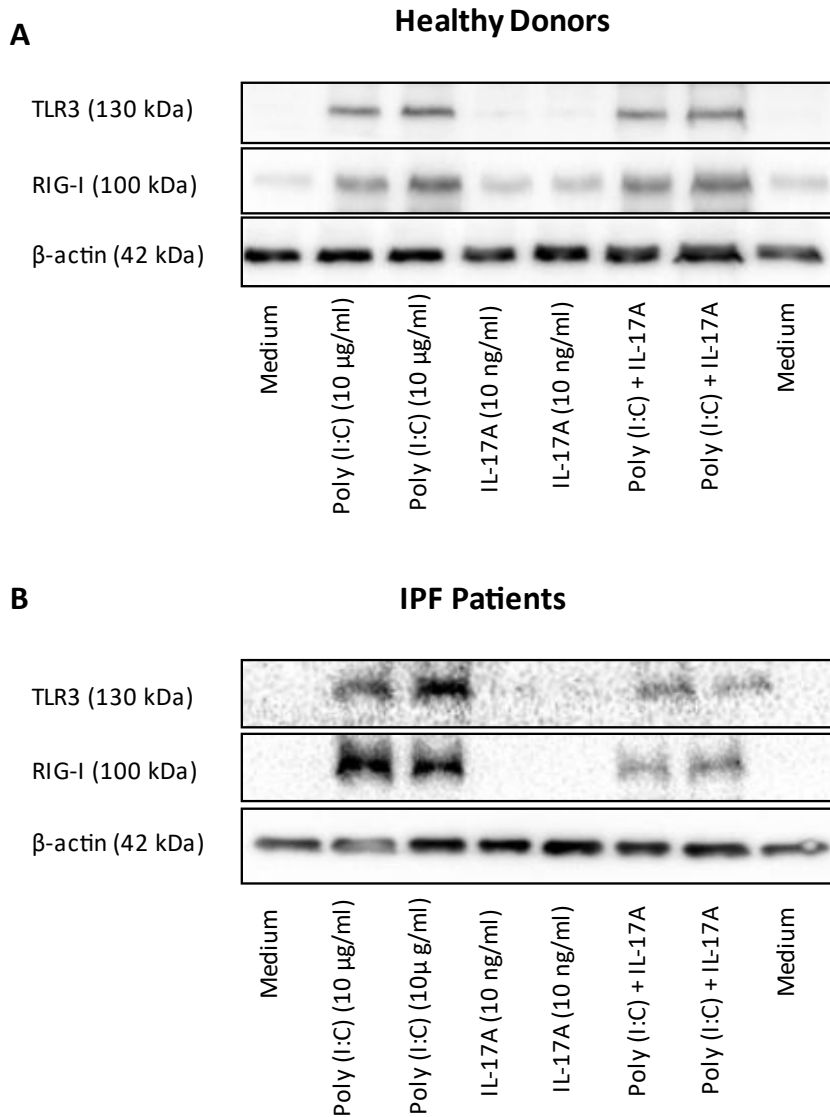 A
Healthy Donors
TLR3 (130 kDa)
RIG-I (100 kDa)
β-actin (42 kDa)
Medium
Poly (I:C) (10 µg/ml)
Poly (I:C) (10 µg/ml)
IL-17A (10 ng/ml)
IL-17A (10 ng/ml)
Poly (I:C) + IL-17A
Poly (I:C) + IL-17A
Medium
B
IPF Patients
TLR3 (130 kDa)
RIG-I (100 kDa)
β-actin (42 kDa)
Medium
Poly (I:C) (10 µg/ml)
Poly (I:C) (10µ g/ml)
IL-17A (10 ng/ml)
IL-17A (10 ng/ml)
Poly (I:C) + IL-17A
Poly (I:C) + IL-17A
Medium